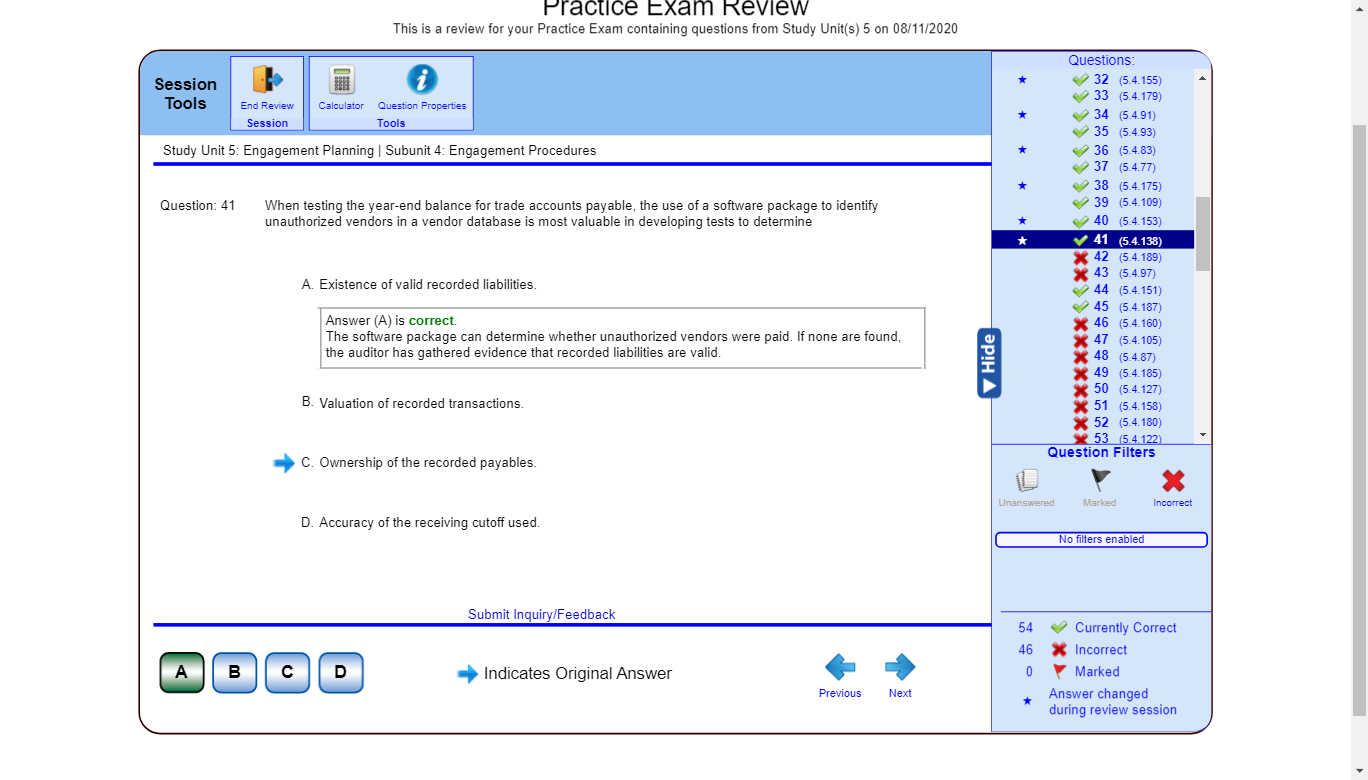 Practice Exam Review
This is a review for your Practice Exam containing questions from Study Unit(s) 5 on 08/11/2020
Session
Tools
End Review
Session
Calculator
Question Properties
Tools
Study Unit 5: Engagement Planning | Subunit 4: Engagement Procedures
Question: 41
When testing the year-end balance for trade accounts payable, the use of a software package to identify
unauthorized vendors in a vendor database is most valuable in developing tests to determine
A. Existence of valid recorded liabilities.
Answer (A) is correct.
The software package can determine whether unauthorized vendors were paid. If none are found,
the auditor has gathered evidence that recorded liabilities are valid.
B. Valuation of recorded transactions.
C. Ownership of the recorded payables.
D. Accuracy of the receiving cutoff used.
Submit Inquiry/Feedback
A
B
C
D
Indicates Original Answer
Previous
Next
Hide
Questions:
32 (5.4.155)
33 (5.4.179)
34 (5.4.91)
35 (5.4.93)
36 (5.4.83)
37 (5.4.77)
38 (5.4.175)
39 (5.4.109)
40 (5.4.153)
41 (5.4.138)
42 (5.4.189)
43 (5.4.97)
44 (5.4.151)
45 (5.4.187)
46 (5.4.160)
47 (5.4.105)
48 (5.4.87)
49 (5.4.185)
50 (5.4.127)
51 (5.4.158)
52 (5.4.180)
53 (5.4.122)
Question Filters
Unanswered
Marked
Incorrect
No filters enabled
54 Currently Correct
46 Incorrect
0 Marked
Answer changed
during review session